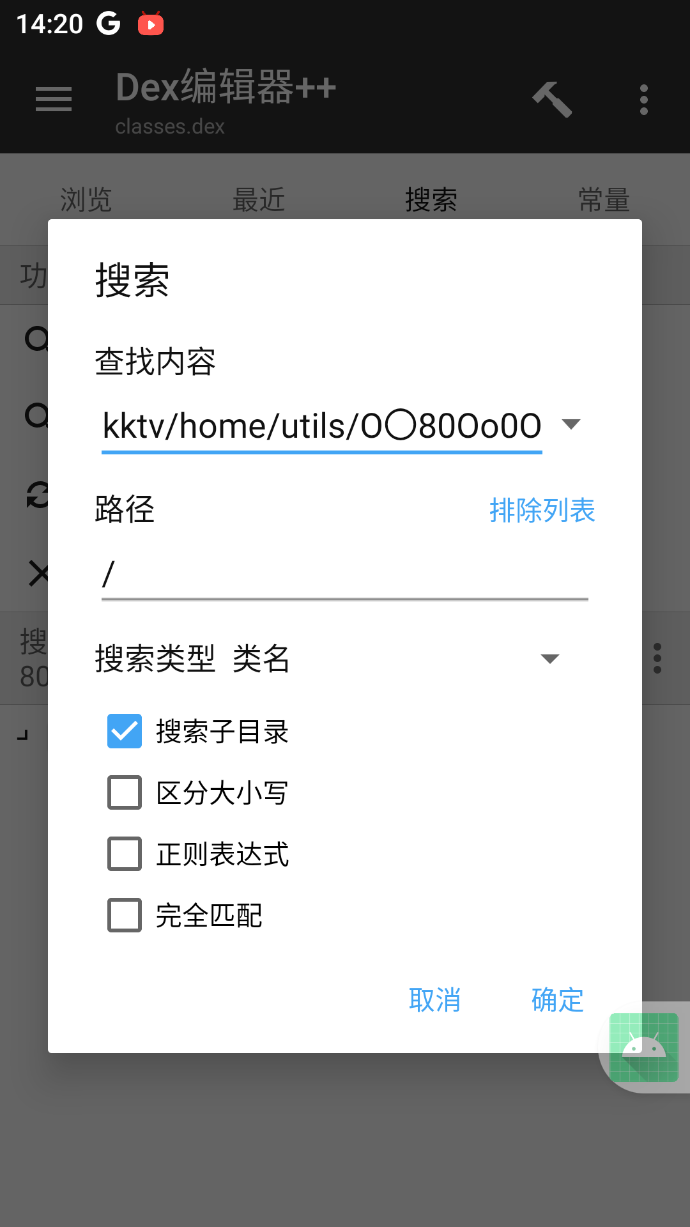 14:20
Dex编辑器++
classes.dex
浏览 最近 搜索 常量
功
搜索
查找内容
kktv/home/utils/O〇80Oo0O
路径 排除列表
/
搜索类型 类名
搜
80
搜索子目录
区分大小写
正则表达式
完全匹配
取消 确定